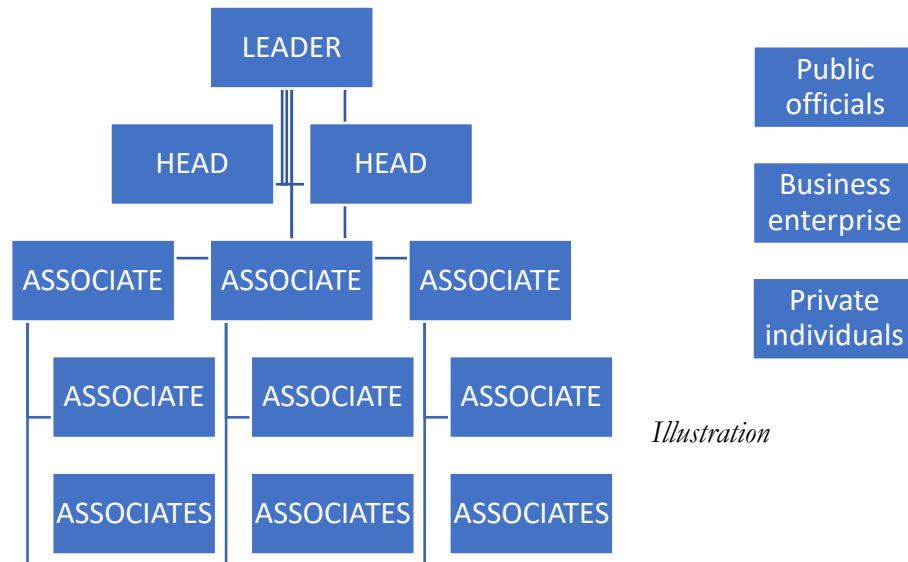 LEADER
HEAD
HEAD
ASSOCIATE
ASSOCIATE
ASSOCIATE
ASSOCIATE
ASSOCIATE
ASSOCIATE
ASSOCIATES
ASSOCIATES
ASSOCIATES
Public
officials
Business
enterprise
Private
individuals
Illustration